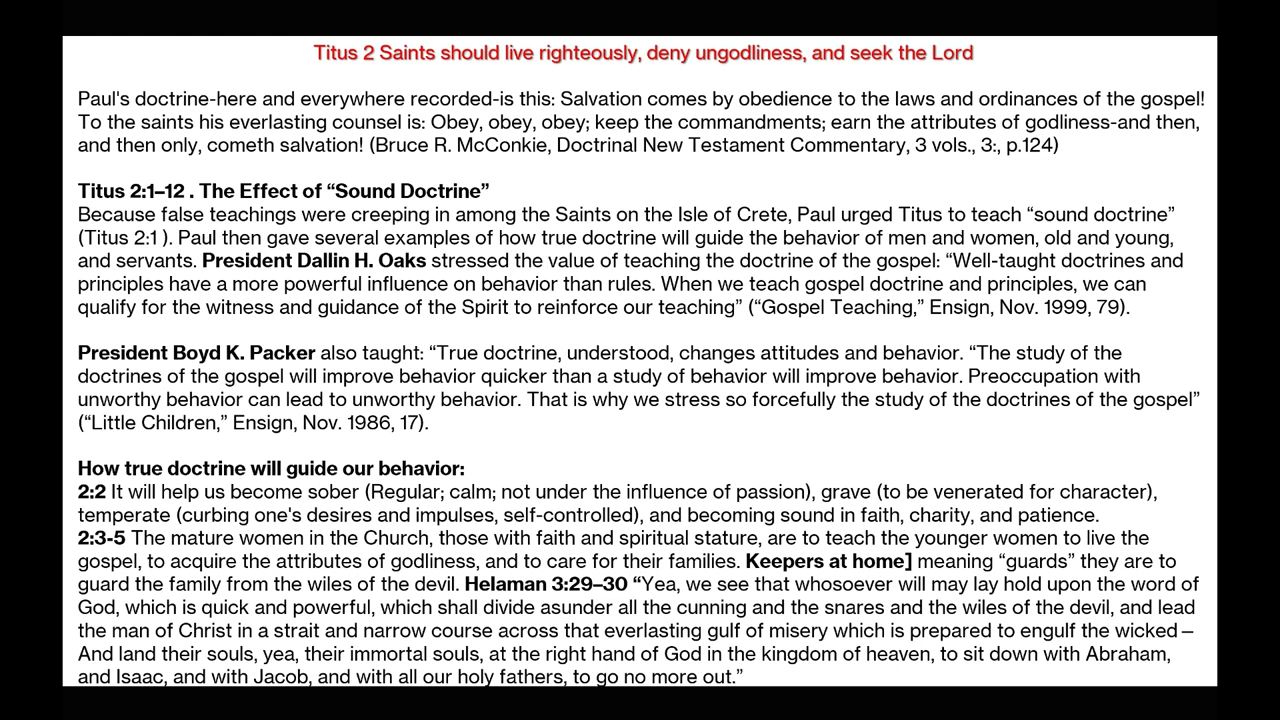 Titus 2 Saints should live righteously, deny ungodliness, and seek the Lord
Paul's doctrine-here and everywhere recorded-is this: Salvation comes by obedience to the laws and ordinances of the gospel!
To the saints his everlasting counsel is: Obey, obey, obey; keep the commandments; earn the attributes of godliness-and then,
and then only, cometh salvation! (Bruce R. McConkie, Doctrinal New Testament Commentary, 3 vols., 3:, p.124)
Titus 2:1–12 . The Effect of “Sound Doctrine”
Because false teachings were creeping in among the Saints on the Isle of Crete, Paul urged Titus to teach “sound doctrine”
(Titus 2:1 ). Paul then gave several examples of how true doctrine will guide the behavior of men and women, old and young,
and servants. President Dallin H. Oaks stressed the value of teaching the doctrine of the gospel: “Well-taught doctrines and
principles have a more powerful influence on behavior than rules. When we teach gospel doctrine and principles, we can
qualify for the witness and guidance of the Spirit to reinforce our teaching” (“Gospel Teaching,” Ensign, Nov. 1999, 79).
President Boyd K. Packer also taught: “True doctrine, understood, changes attitudes and behavior. “The study of the
doctrines of the gospel will improve behavior quicker than a study of behavior will improve behavior. Preoccupation with
unworthy behavior can lead to unworthy behavior. That is why we stress so forcefully the study of the doctrines of the gospel”
(“Little Children,” Ensign, Nov. 1986, 17).
How true doctrine will guide our behavior:
2:2 It will help us become sober (Regular; calm; not under the influence of passion), grave (to be venerated for character),
temperate (curbing one's desires and impulses, self-controlled), and becoming sound in faith, charity, and patience.
2:3-5 The mature women in the Church, those with faith and spiritual stature, are to teach the younger women to live the
gospel, to acquire the attributes of godliness, and to care for their families. Keepers at home] meaning “guards” they are to
guard the family from the wiles of the devil. Helaman 3:29–30 “Yea, we see that whosoever will may lay hold upon the word of
God, which is quick and powerful, which shall divide asunder all the cunning and the snares and the wiles of the devil, and lead
the man of Christ in a strait and narrow course across that everlasting gulf of misery which is prepared to engulf the wicked—
And land their souls, yea, their immortal souls, at the right hand of God in the kingdom of heaven, to sit down with Abraham,
and Isaac, and with Jacob, and with all our holy fathers, to go no more out.”